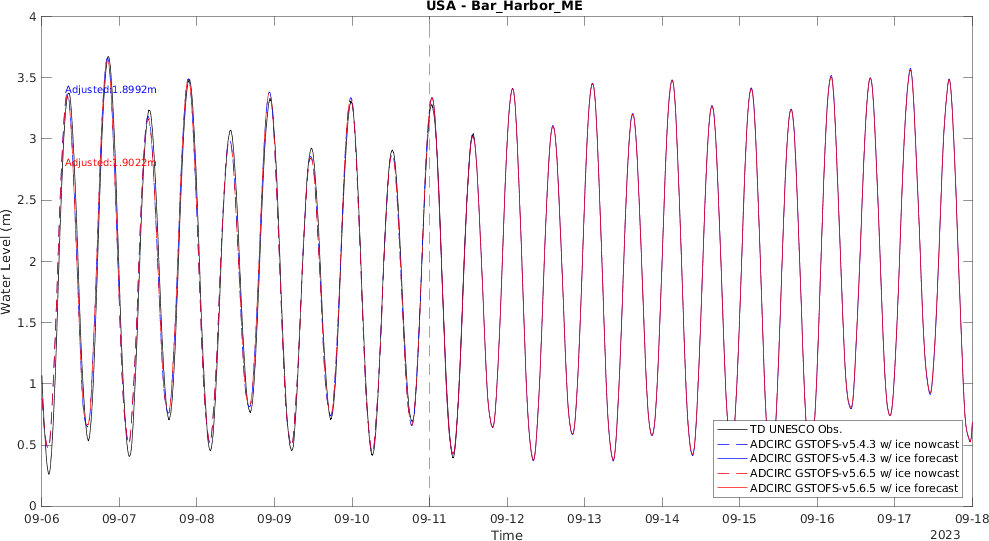 USA - Bar_Harbor_ME
4
3.5
3
2.5
2
1.5
1
0.5
0
Water Level (m)
Adjusted:1.8992m
Adjusted:1.9022m
TD UNESCO Obs.
ADCIRC GSTOFS-v5.4.3 w/ ice nowcast
ADCIRC GSTOFS-v5.4.3 w/ ice forecast
ADCIRC GSTOFS-v5.6.5 w/ ice nowcast
ADCIRC GSTOFS-v5.6.5 w/ ice forecast
09-06 09-07 09-08 09-09 09-10 09-11 09-12 09-13 09-14 09-15 09-16 09-17 09-18
Time
2023